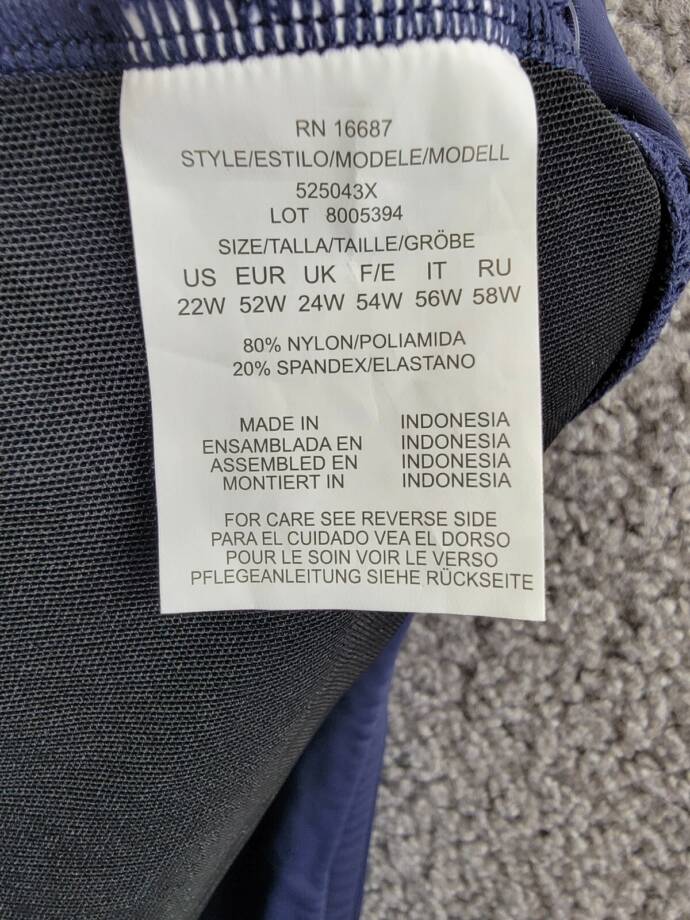 RN 16687
STYLE/ESTILO/MODELE/MODELL
525043X
LOT 8005394
SIZE/TALLA/TAILLE/GRÖBE
US EUR UK F/E IT RU
22W 52W 24W 54W 56W 58W
80% NYLON/POLIAMIDA
20% SPANDEX/ELASTANO
MADE IN INDONESIA
ENSAMBLADA EN INDONESIA
ASSEMBLED EN INDONESIA
MONTIERT IN INDONESIA
FOR CARE SEE REVERSE SIDE
PARA EL CUIDADO VEA EL DORSO
POUR LE SOIN VOIR LE VERSO
PFLEGEANLEITUNG SIEHE RÜCKSEITE